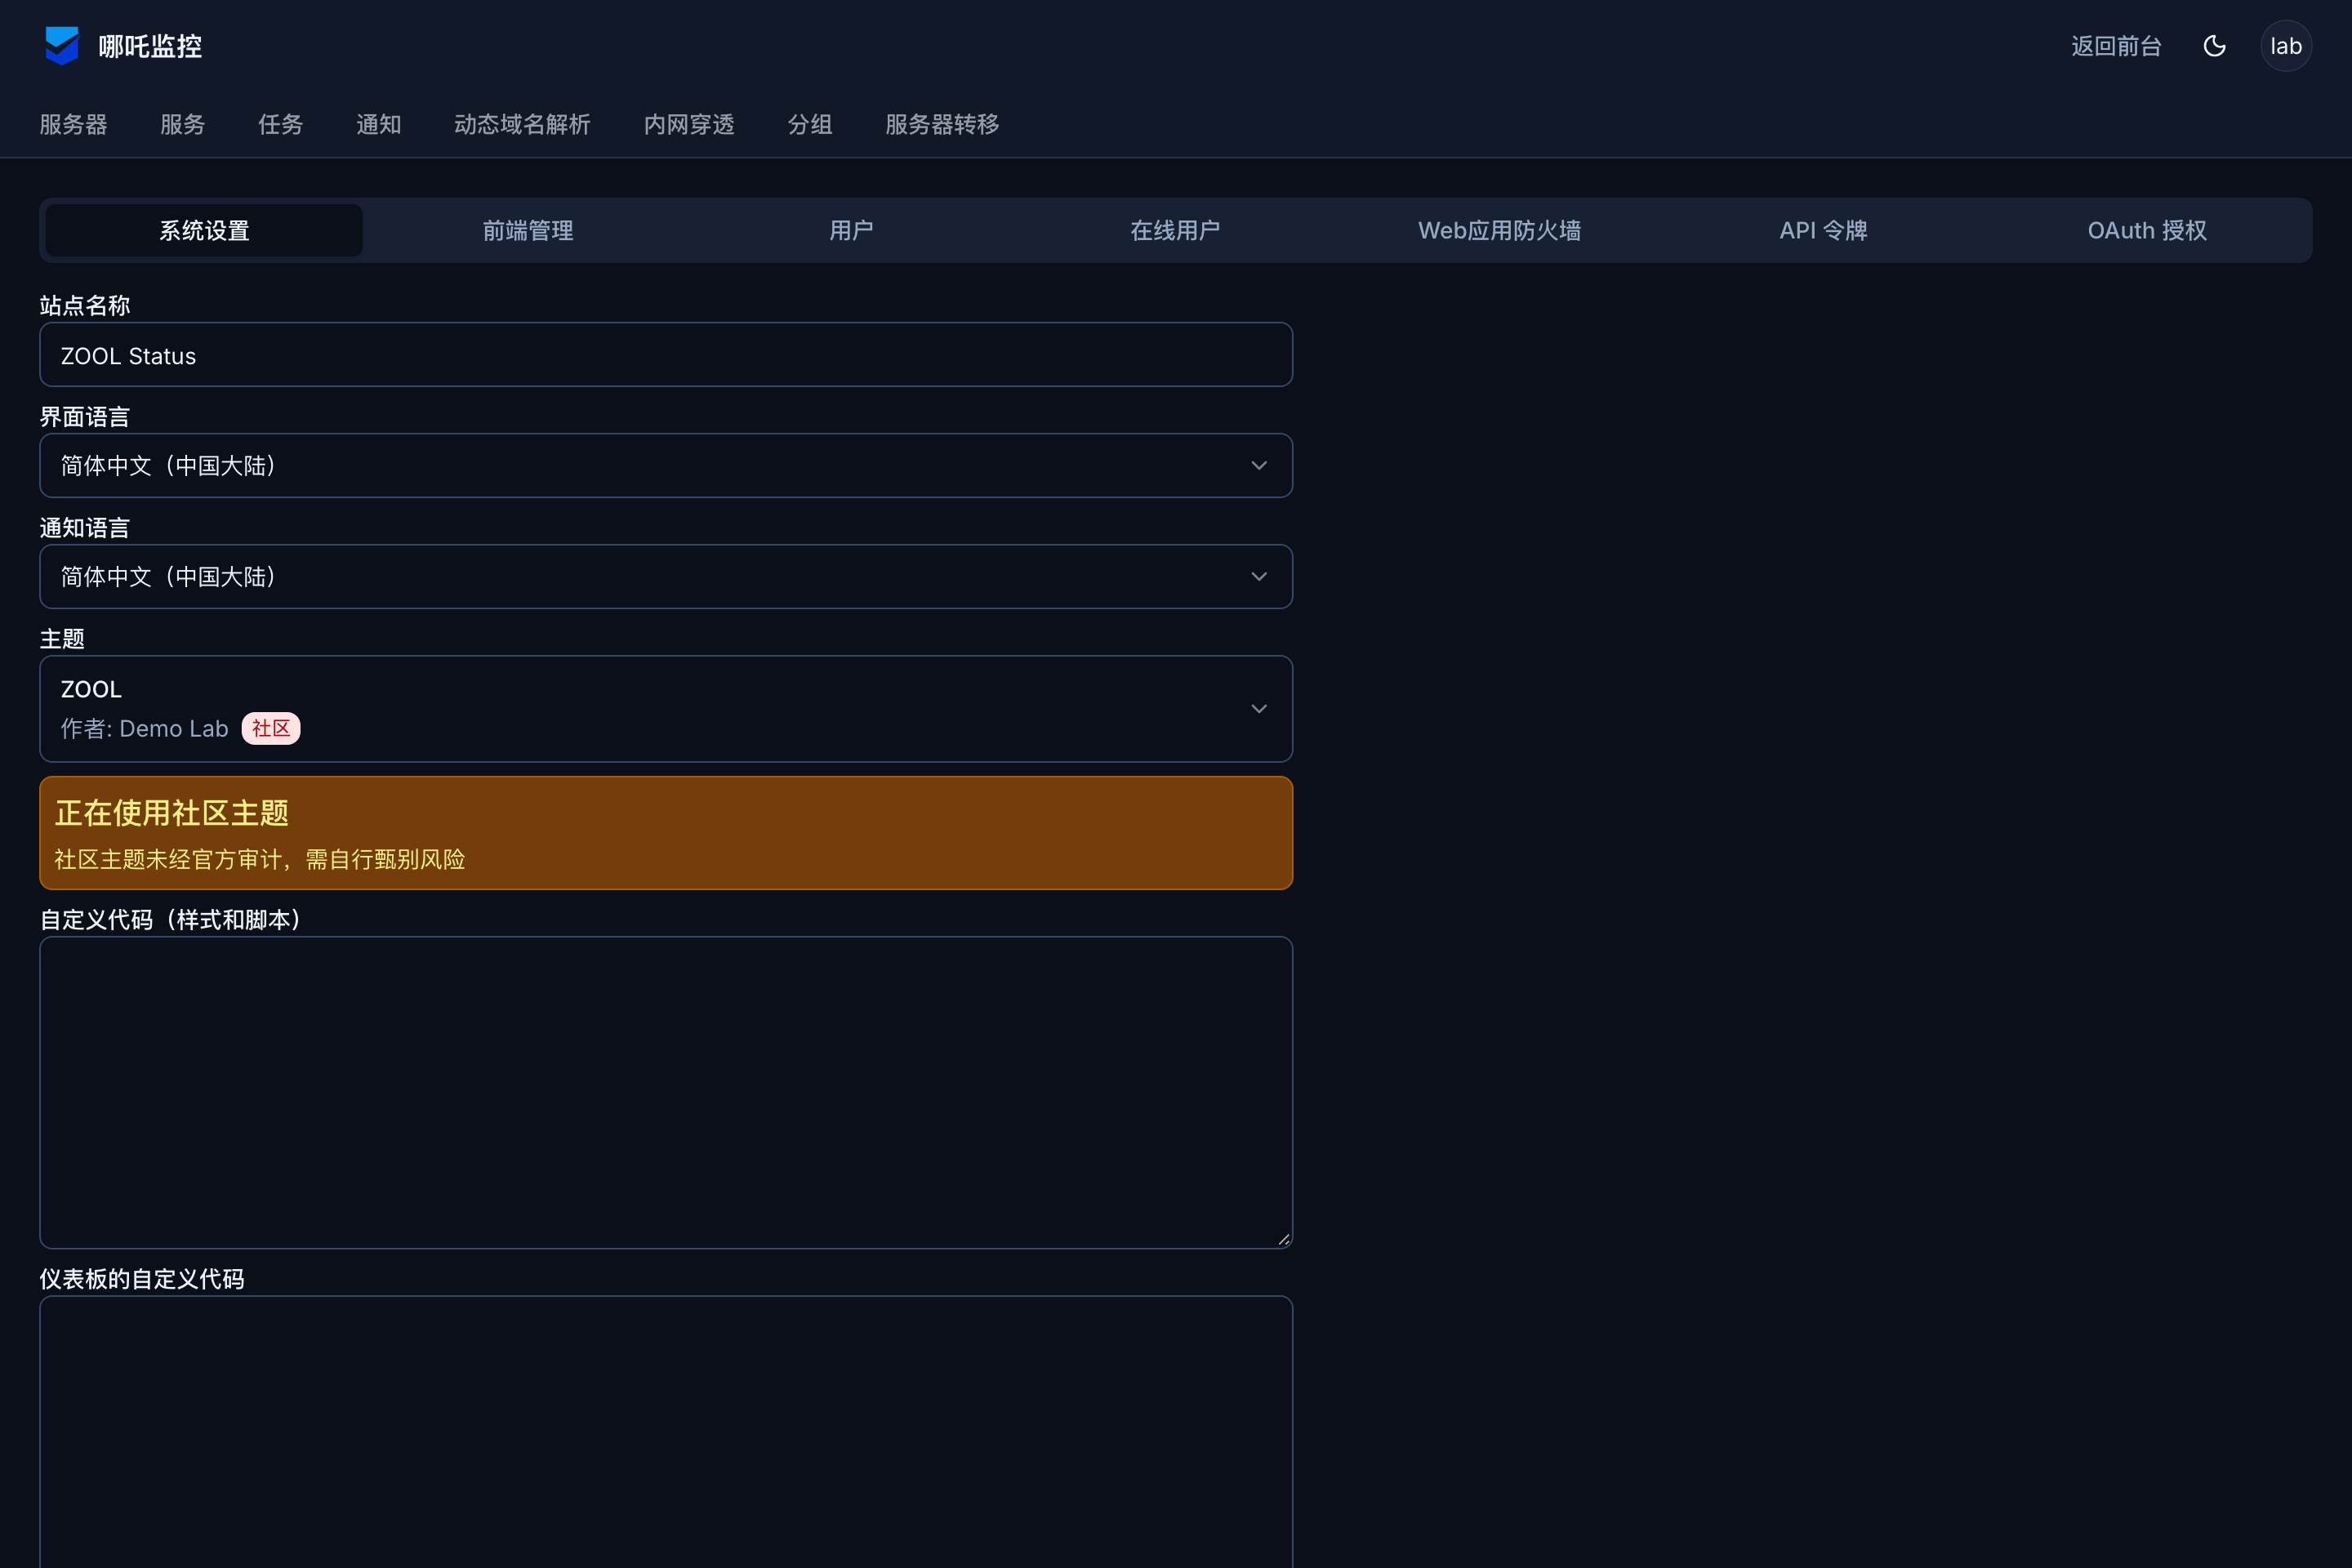 哪吒监控
返回前台
lab
服务器 服务 任务 通知 动态域名解析 内网穿透 分组 服务器转移
系统设置 前端管理 用户 在线用户 Web应用防火墙 API 令牌 OAuth 授权
站点名称
ZOOL Status
界面语言
简体中文（中国大陆）
通知语言
简体中文（中国大陆）
主题
ZOOL
作者: Demo Lab 社区
正在使用社区主题
社区主题未经官方审计，需自行甄别风险
自定义代码（样式和脚本）
仪表板的自定义代码